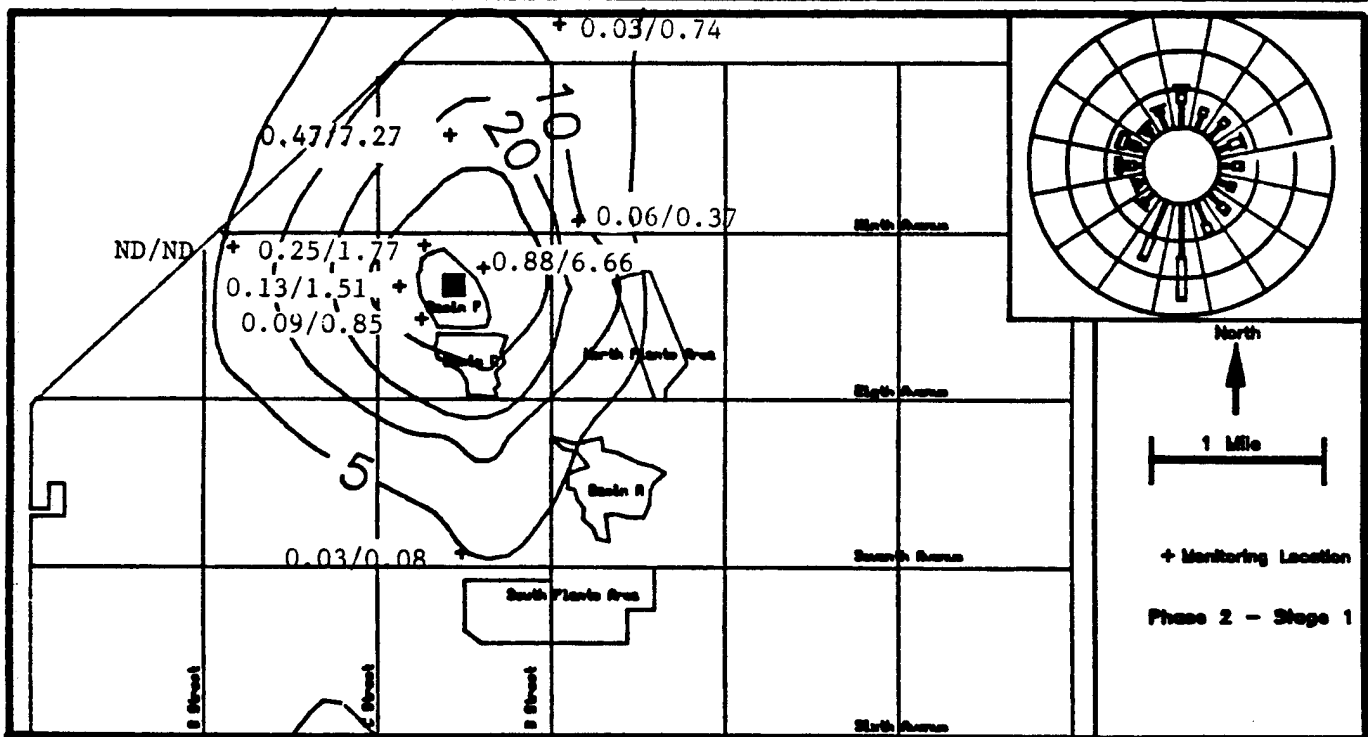 0.03/0.74
10
20
0.47/7.27
0.06/0.37
Ninth Avenue
ND/ND
0.25/1.77
0.88/6.66
0.13/1.51
Basin F
0.09/0.85
North Plants Area
Eigth Avenue
5
Basin A
0.03/0.08
Seventh Avenue
South Plants Area
B Street
C Street
D Street
Sixth Avenue
North
1 Mile
+ Monitoring Location
Phase 2 - Stage 1